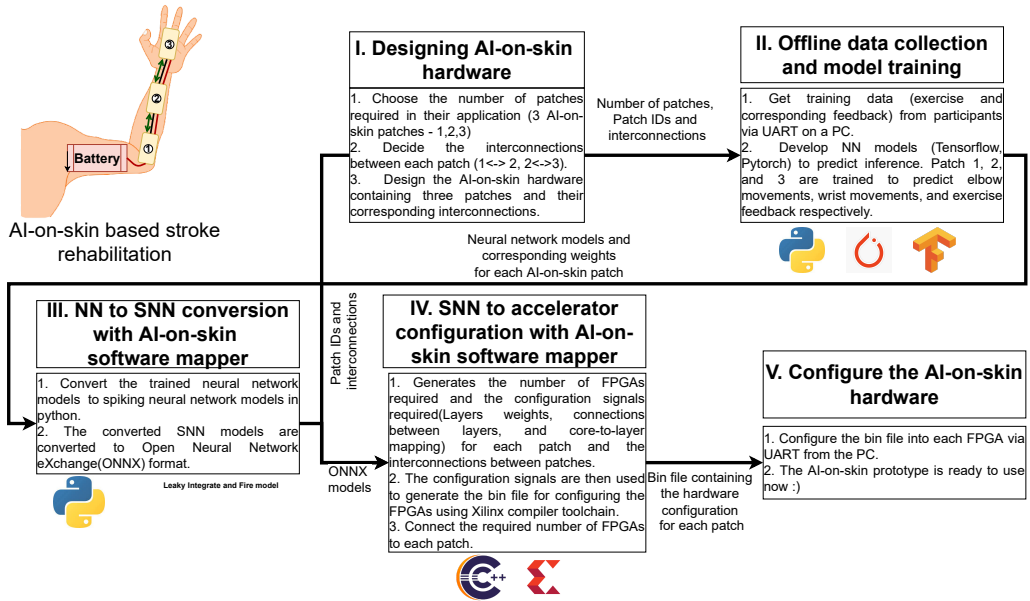 ③
②
①
Battery
AI-on-skin based stroke
rehabilitation
I. Designing AI-on-skin
hardware
1. Choose the number of patches
required in their application (3 AI-on-
skin patches - 1,2,3)
2. Decide the interconnections
between each patch (1<-> 2, 2<->3).
3. Design the AI-on-skin hardware
containing three patches and their
corresponding interconnections.
Number of patches,
Patch IDs and
interconnections
II. Offline data collection
and model training
1. Get training data (exercise and
corresponding feedback) from participants
via UART on a PC.
2. Develop NN models (Tensorflow,
Pytorch) to predict inference. Patch 1, 2,
and 3 are trained to predict elbow
movements, wrist movements, and exercise
feedback respectively.
Neural network models and
corresponding weights
for each AI-on-skin patch
III. NN to SNN conversion
with AI-on-skin
software mapper
1. Convert the trained neural network
models to spiking neural network models in
python.
2. The converted SNN models are
converted to Open Neural Network
eXchange(ONNX) format.
Leaky Integrate and Fire model
Patch IDs and
interconnections
ONNX
models
IV. SNN to accelerator
configuration with AI-on-
skin software mapper
1. Generates the number of FPGAs
required and the configuration signals
required(Layers weights, connections
between layers, and core-to-layer
mapping) for each patch and the
interconnections between patches.
2. The configuration signals are then used
to generate the bin file for configuring the
FPGAs using Xilinx compiler toolchain.
3. Connect the required number of FPGAs
to each patch.
C++
Bin file containing
the hardware
configuration
for each patch
V. Configure the AI-on-skin
hardware
1. Configure the bin file into each FPGA via
UART from the PC.
2. The AI-on-skin prototype is ready to use
now :)